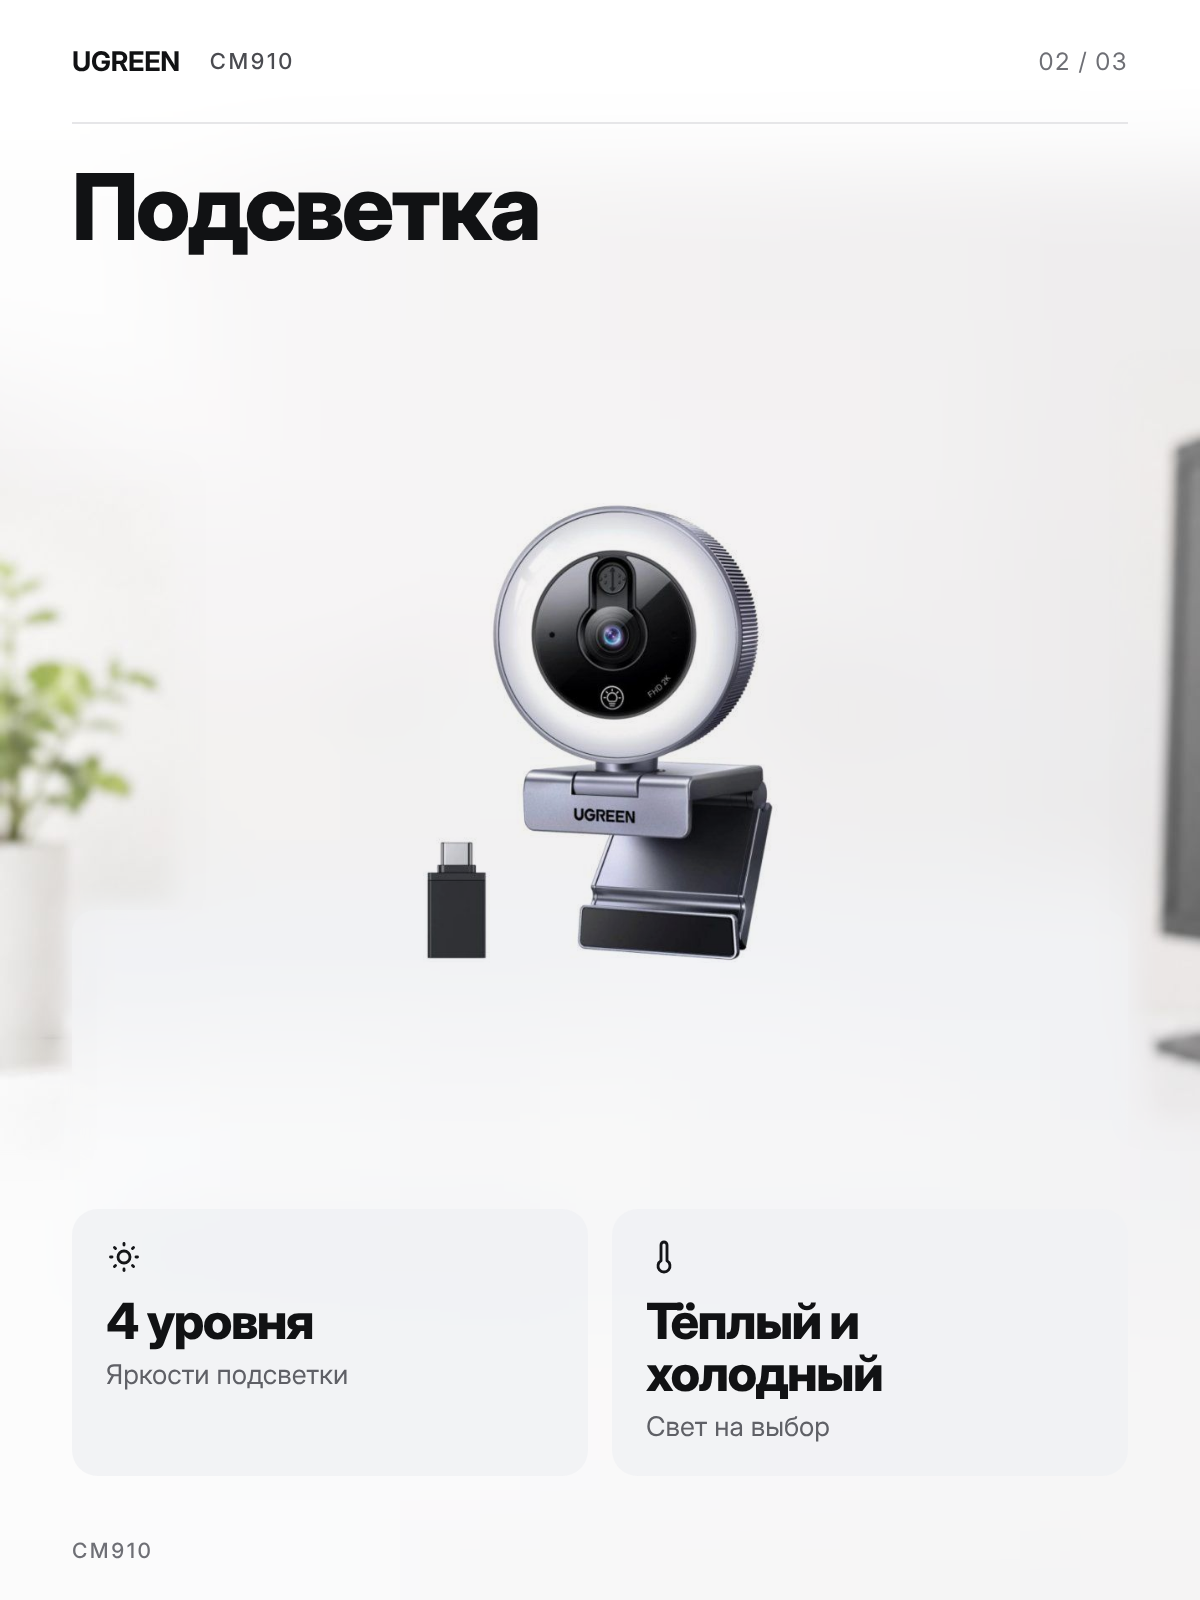 UGREEN CM910 02 / 03
Подсветка
FHD 2K
UGREEN
4 уровня
Яркости подсветки
Тёплый и
холодный
Свет на выбор
CM910